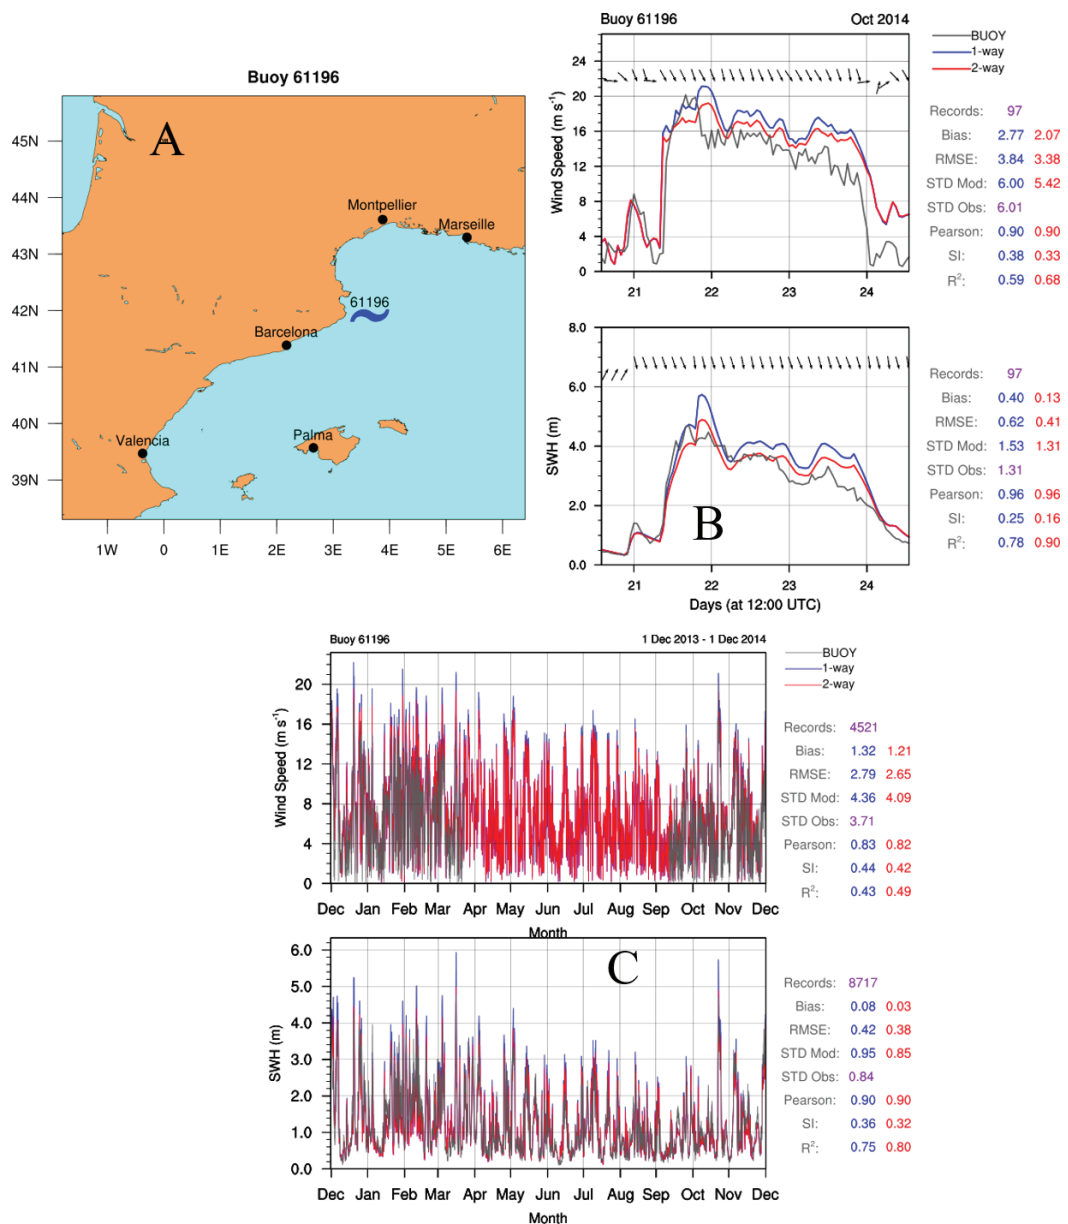 Buoy 61196
A
45N
44N
43N
42N
41N
40N
39N
Montpellier
Marseille
61196
Barcelona
Valencia
Palma
1W 0 1E 2E 3E 4E 5E 6E
Buoy 61196 Oct 2014
BUOY
1-way
2-way
Wind Speed (m s-1)
24
20
16
12
8
4
0
21 22 23 24
Records: 97
Bias: 2.77 2.07
RMSE: 3.84 3.38
STD Mod: 6.00 5.42
STD Obs: 6.01
Pearson: 0.90 0.90
SI: 0.38 0.33
R2: 0.59 0.68
SWH (m)
8.0
6.0
4.0
2.0
0.0
B
21 22 23 24
Days (at 12:00 UTC)
Records: 97
Bias: 0.40 0.13
RMSE: 0.62 0.41
STD Mod: 1.53 1.31
STD Obs: 1.31
Pearson: 0.96 0.96
SI: 0.25 0.16
R2: 0.78 0.90
Buoy 61196 1 Dec 2013 - 1 Dec 2014
BUOY
1-way
2-way
Wind Speed (m s-1)
20
16
12
8
4
0
Dec Jan Feb Mar Apr May Jun Jul Aug Sep Oct Nov Dec
Month
Records: 4521
Bias: 1.32 1.21
RMSE: 2.79 2.65
STD Mod: 4.36 4.09
STD Obs: 3.71
Pearson: 0.83 0.82
SI: 0.44 0.42
R2: 0.43 0.49
SWH (m)
6.0
5.0
4.0
3.0
2.0
1.0
0.0
C
Dec Jan Feb Mar Apr May Jun Jul Aug Sep Oct Nov Dec
Month
Records: 8717
Bias: 0.08 0.03
RMSE: 0.42 0.38
STD Mod: 0.95 0.85
STD Obs: 0.84
Pearson: 0.90 0.90
SI: 0.36 0.32
R2: 0.75 0.80